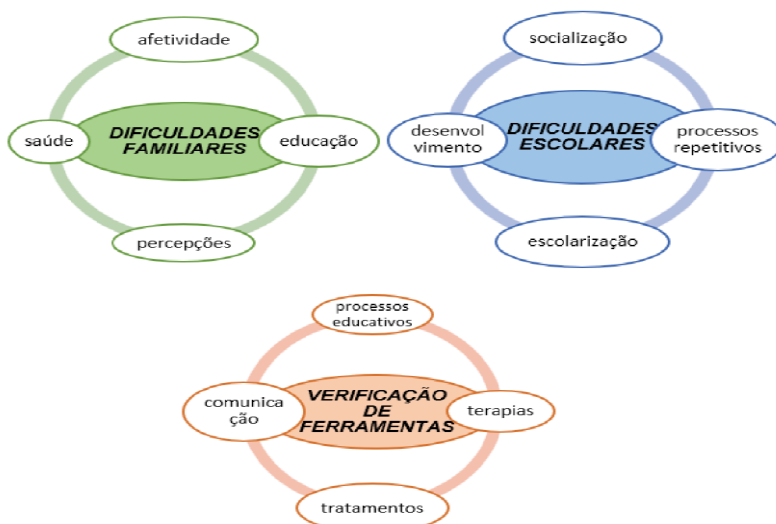 afetividade
saúde
DIFICULDADES
FAMILIARES
educação
percepções
socialização
desenvol
vimento
DIFICULDADES
ESCOLARES
processos
repetitivos
escolarização
processos
educativos
comunica
ção
VERIFICAÇÃO
DE
FERRAMENTAS
terapias
tratamentos